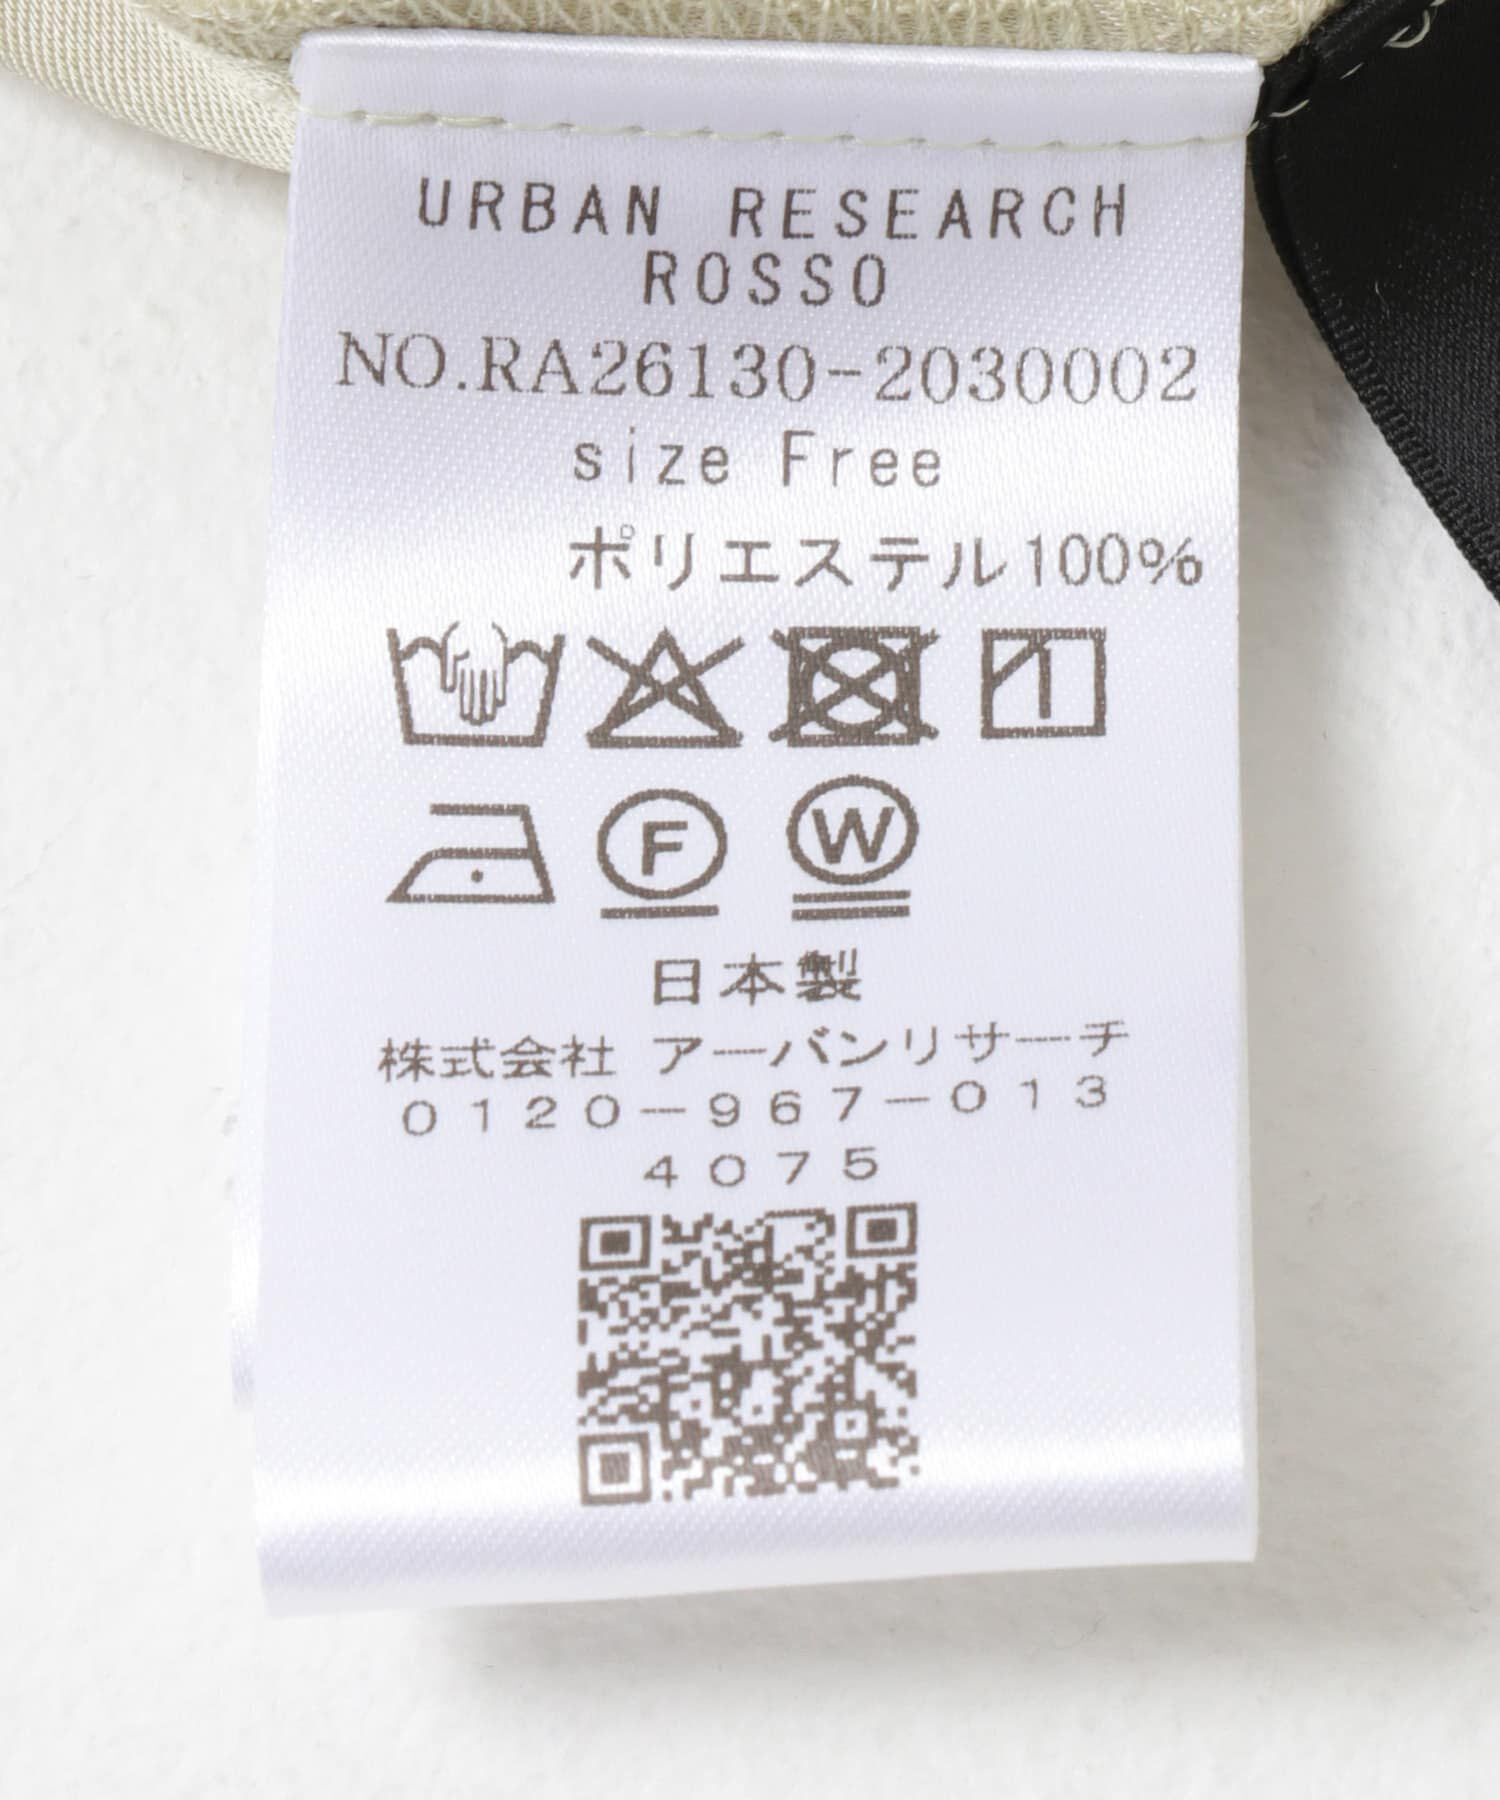 URBAN RESEARCH
ROSSO
NO.RA26130-2030002
size Free
ポリエステル100%
F W
日本製
株式会社 アーバンリサーチ
0120-967-013
4075